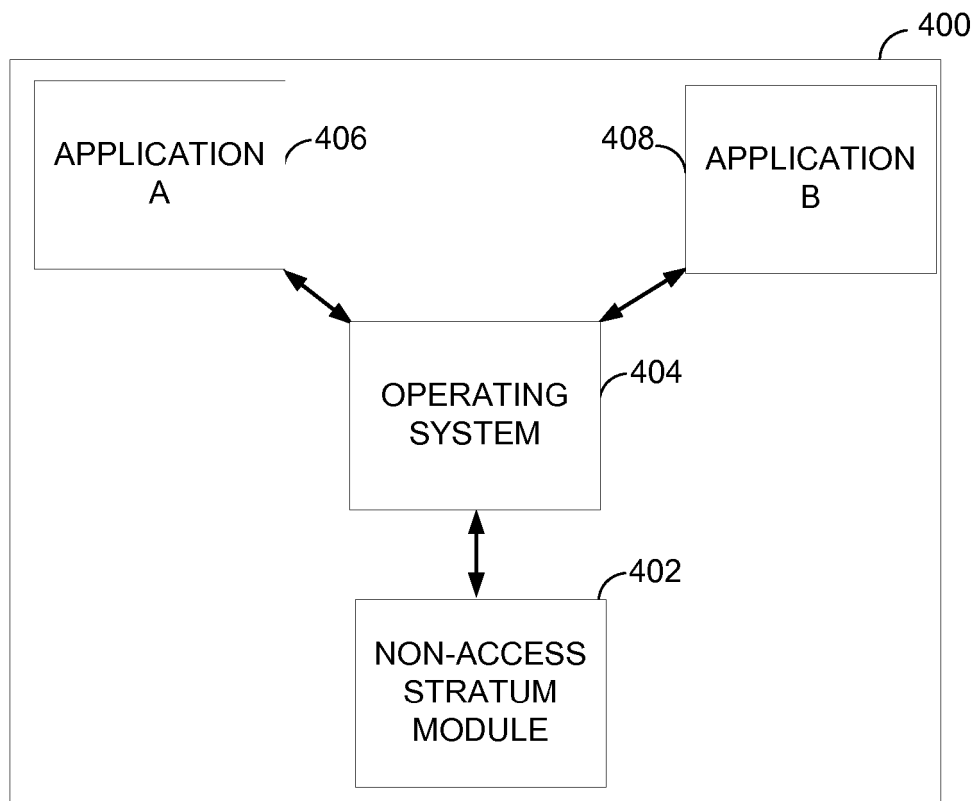 400
APPLICATION
A
406
408
APPLICATION
B
OPERATING
SYSTEM
404
402
NON-ACCESS
STRATUM
MODULE